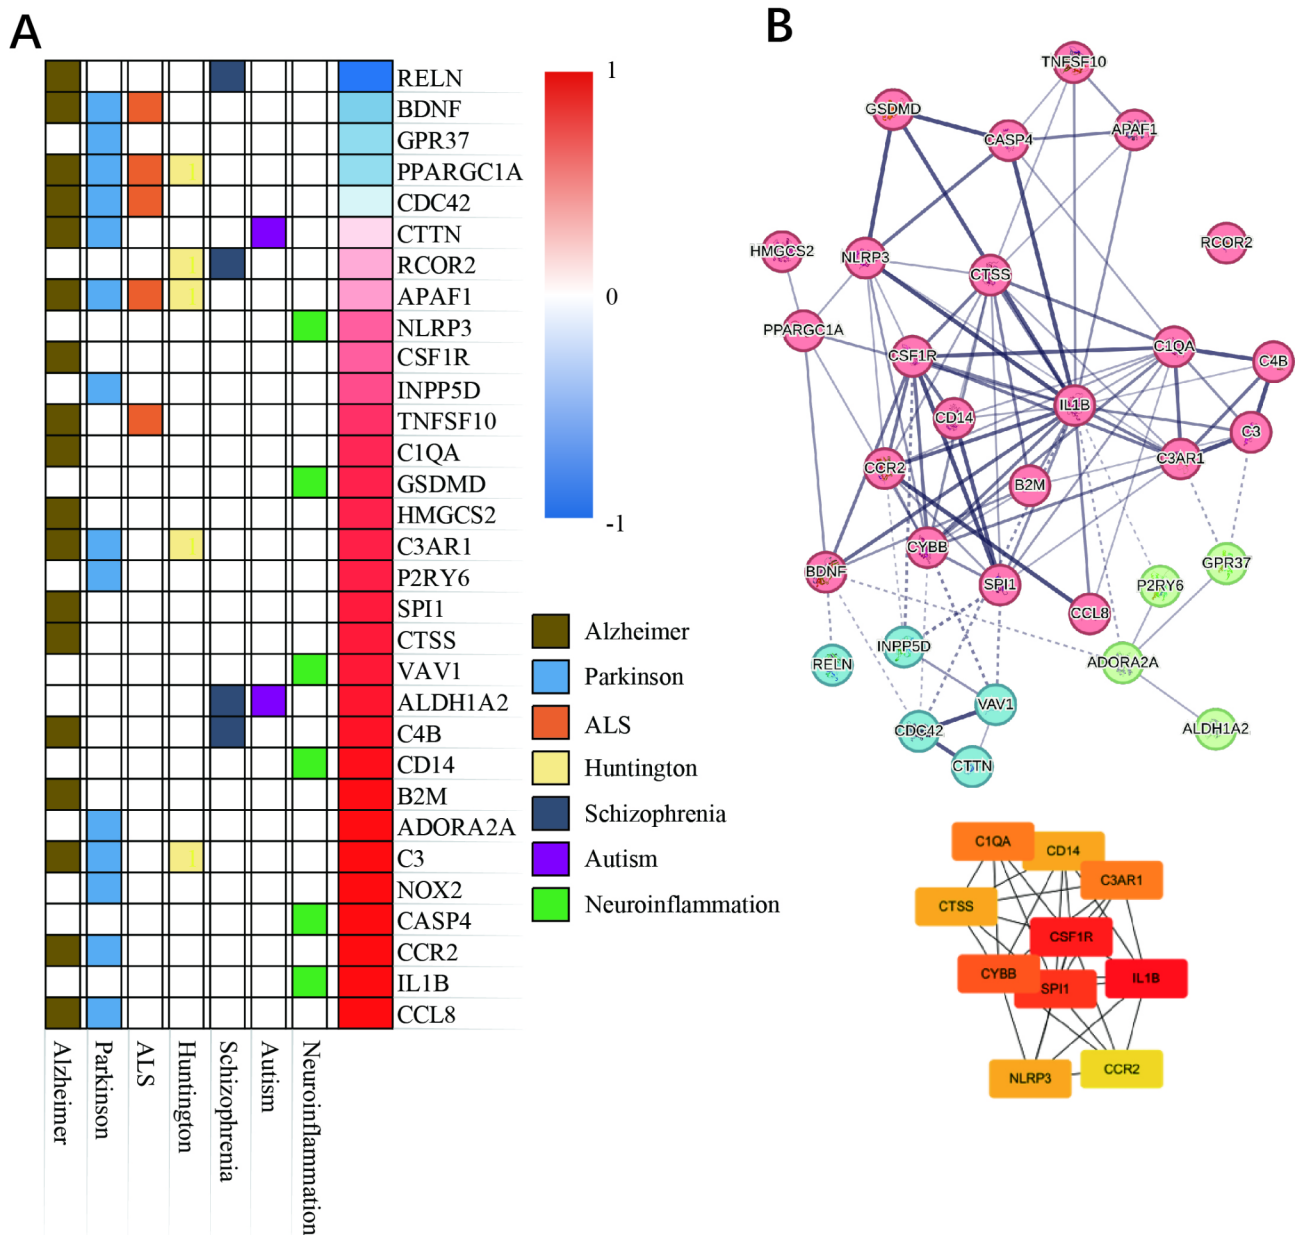 A
RELN
BDNF
GPR37
PPARGC1A
CDC42
CTTN
RCOR2
APAF1
NLRP3
CSF1R
INPP5D
TNFSF10
C1QA
GSDMD
HMGCS2
C3AR1
P2RY6
SPI1
CTSS
VAV1
ALDH1A2
C4B
CD14
B2M
ADORA2A
C3
NOX2
CASP4
CCR2
IL1B
CCL8
Alzheimer
Parkinson
ALS
Huntington
Schizophrenia
Autism
Neuroinflammation
1
0
-1
Alzheimer
Parkinson
ALS
Huntington
Schizophrenia
Autism
Neuroinflammation
B
TNFSF10
GSDMD
CASP4
APAF1
HMGCS2
NLRP3
CTSS
RCOR2
PPARGC1A
CSF1R
C1QA
C4B
CD14
IL1B
C3
CCR2
B2M
C3AR1
CYBB
BDNF
SPI1
P2RY6
GPR37
CCL8
INPP5D
RELN
ADORA2A
VAV1
CDC42
ALDH1A2
CTTN
C1QA
CD14
C3AR1
CTSS
CSF1R
CYBB
SPI1
IL1B
NLRP3
CCR2